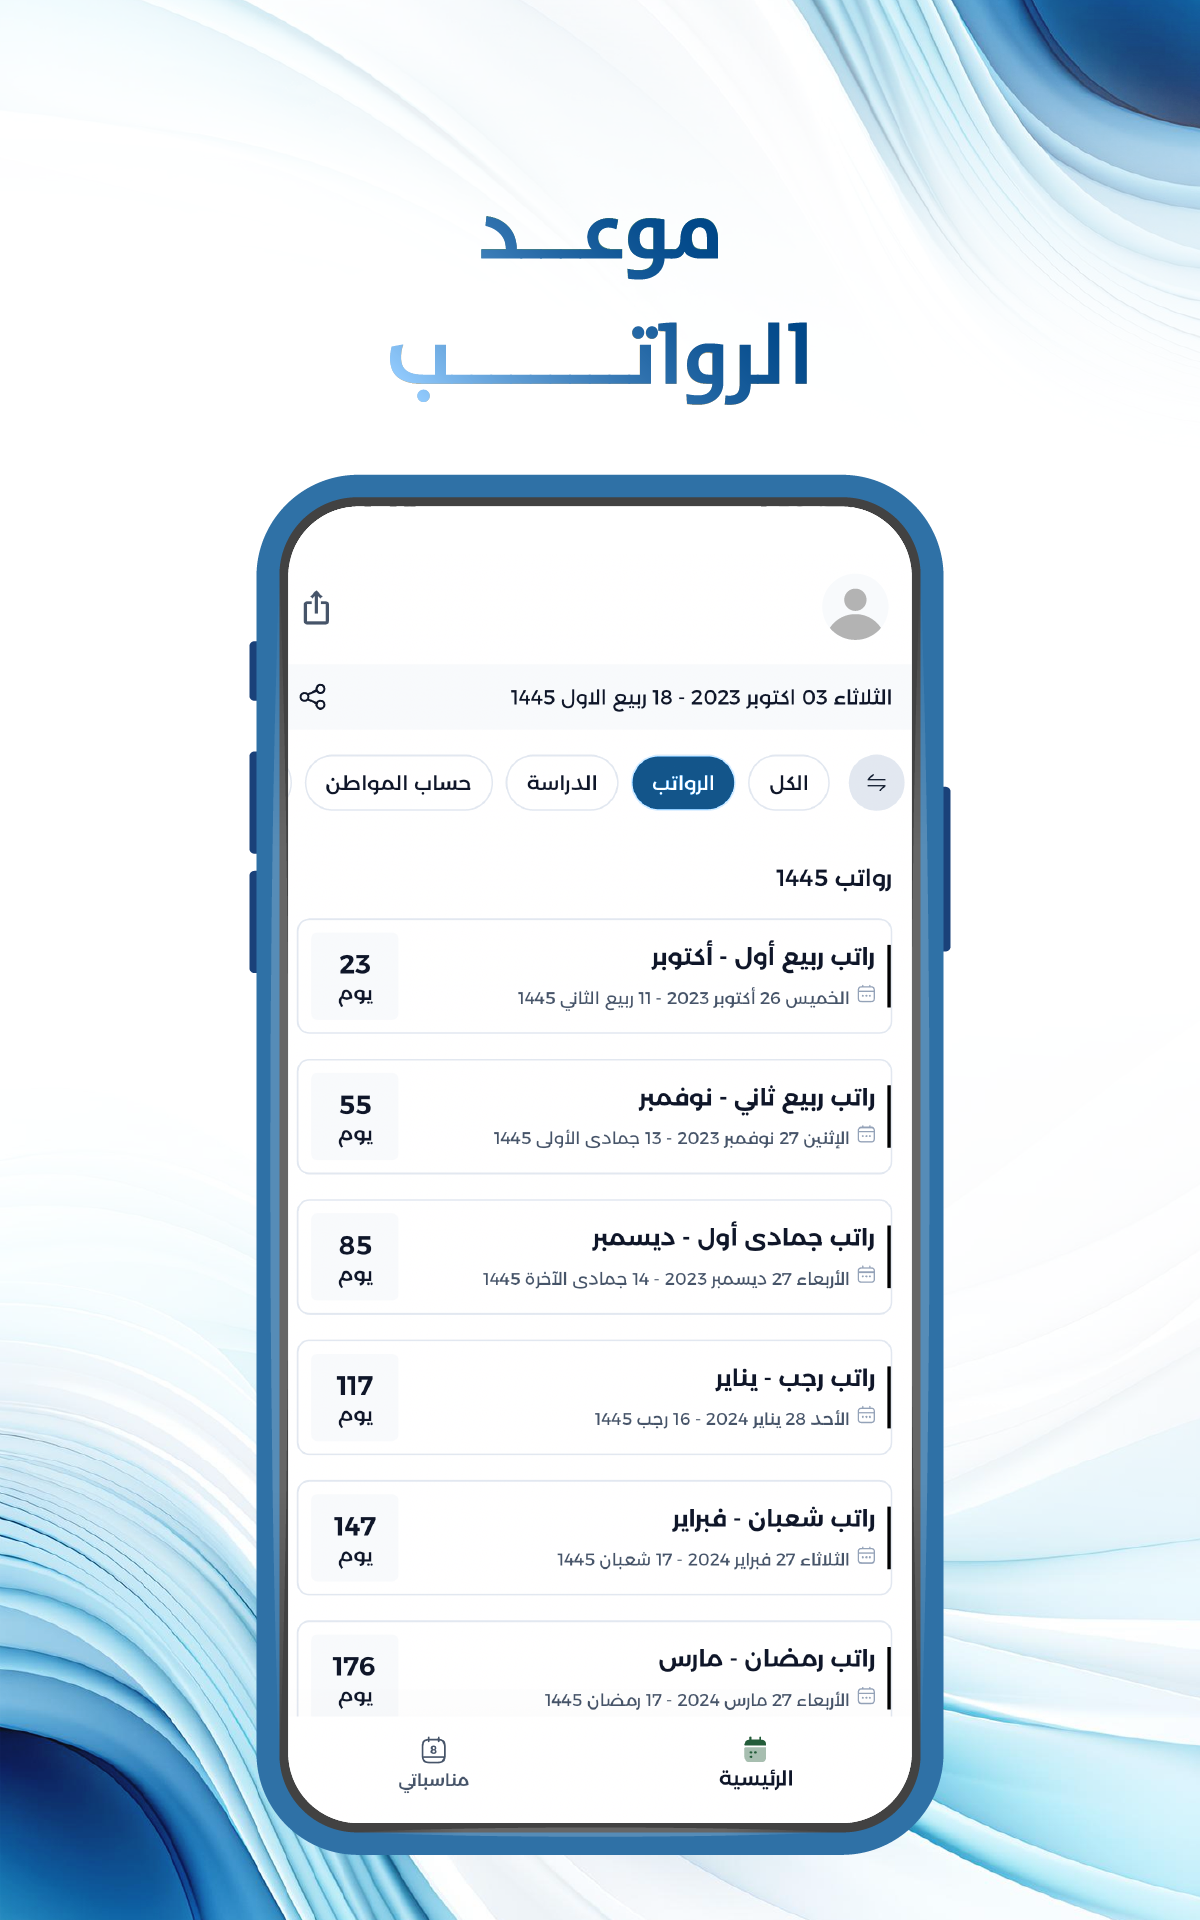 موعـــد
الرواتـــــــب
الثلاثاء 03 اكتوبر 2023 - 18 ربيع الاول 1445
الكل
الرواتب
الدراسة
حساب المواطن
رواتب 1445
راتب ربيع أول - أكتوبر
الخميس 26 أكتوبر 2023 - 11 ربيع الثاني 1445
23
يوم
راتب ربيع ثاني - نوفمبر
الإثنين 27 نوفمبر 2023 - 13 جمادى الأولى 1445
55
يوم
راتب جمادى أول - ديسمبر
الأربعاء 27 ديسمبر 2023 - 14 جمادى الآخرة 1445
85
يوم
راتب رجب - يناير
الأحد 28 يناير 2024 - 16 رجب 1445
117
يوم
راتب شعبان - فبراير
الثلاثاء 27 فبراير 2024 - 17 شعبان 1445
147
يوم
راتب رمضان - مارس
الأربعاء 27 مارس 2024 - 17 رمضان 1445
176
يوم
الرئيسية
8
مناسباتي